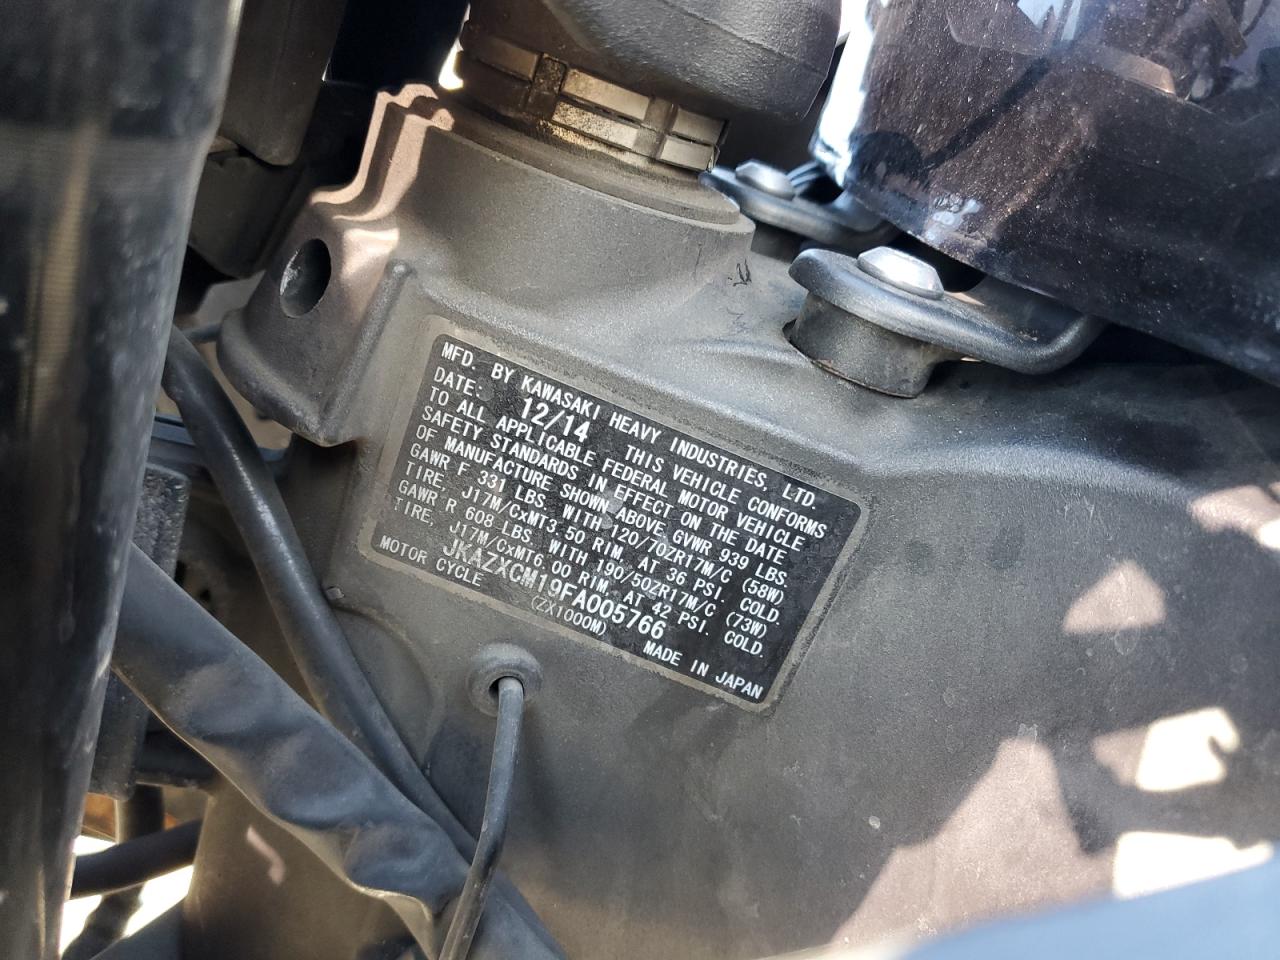 MFD. BY KAWASAKI HEAVY INDUSTRIES, LTD.
DATE: 12/14 THIS VEHICLE CONFORMS
TO ALL APPLICABLE FEDERAL MOTOR VEHICLE
SAFETY STANDARDS IN EFFECT ON THE DATE
OF MANUFACTURE SHOWN ABOVE GVWR 939 LBS.
GAWR F 331 LBS. WITH 120/70ZR17M/C (58W)
TIRE, J17M/CxMT3.50 RIM, AT 36 PSI. COLD.
GAWR R 608 LBS. WITH 190/50ZR17M/C (73W)
TIRE, J17M/CxMT6.00 RIM, AT 42 PSI. COLD.
JKAZXCM19FA005766
MOTOR CYCLE (ZX1000M) MADE IN JAPAN